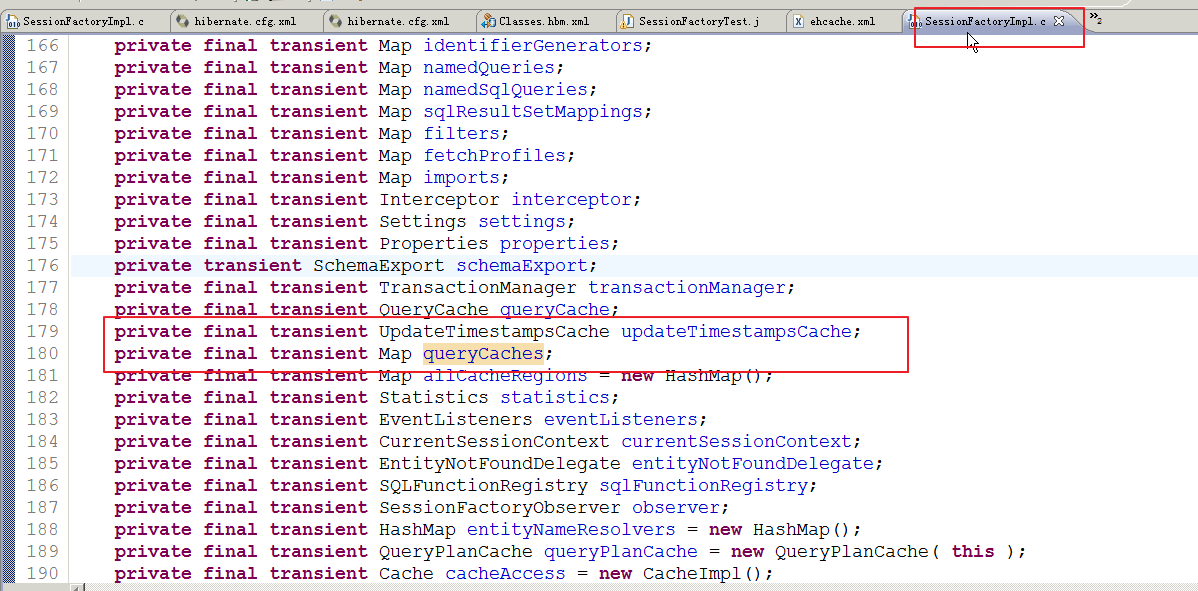 SessionFactoryImpl.c hibernate.cfg.xml hibernate.cfg.xml Classes.hbm.xml SessionFactoryTest.j ehcache.xml SessionFactoryImpl.c »2
166 private final transient Map identifierGenerators;
167 private final transient Map namedQueries;
168 private final transient Map namedSqlQueries;
169 private final transient Map sqlResultSetMappings;
170 private final transient Map filters;
171 private final transient Map fetchProfiles;
172 private final transient Map imports;
173 private final transient Interceptor interceptor;
174 private final transient Settings settings;
175 private final transient Properties properties;
176 private transient SchemaExport schemaExport;
177 private final transient TransactionManager transactionManager;
178 private final transient QueryCache queryCache;
179 private final transient UpdateTimestampsCache updateTimestampsCache;
180 private final transient Map queryCaches;
181 private final transient Map allCacheRegions = new HashMap();
182 private final transient Statistics statistics;
183 private final transient EventListeners eventListeners;
184 private final transient CurrentSessionContext currentSessionContext;
185 private final transient EntityNotFoundDelegate entityNotFoundDelegate;
186 private final transient SQLFunctionRegistry sqlFunctionRegistry;
187 private final transient SessionFactoryObserver observer;
188 private final transient HashMap entityNameResolvers = new HashMap();
189 private final transient QueryPlanCache queryPlanCache = new QueryPlanCache( this );
190 private final transient Cache cacheAccess = new CacheImpl();